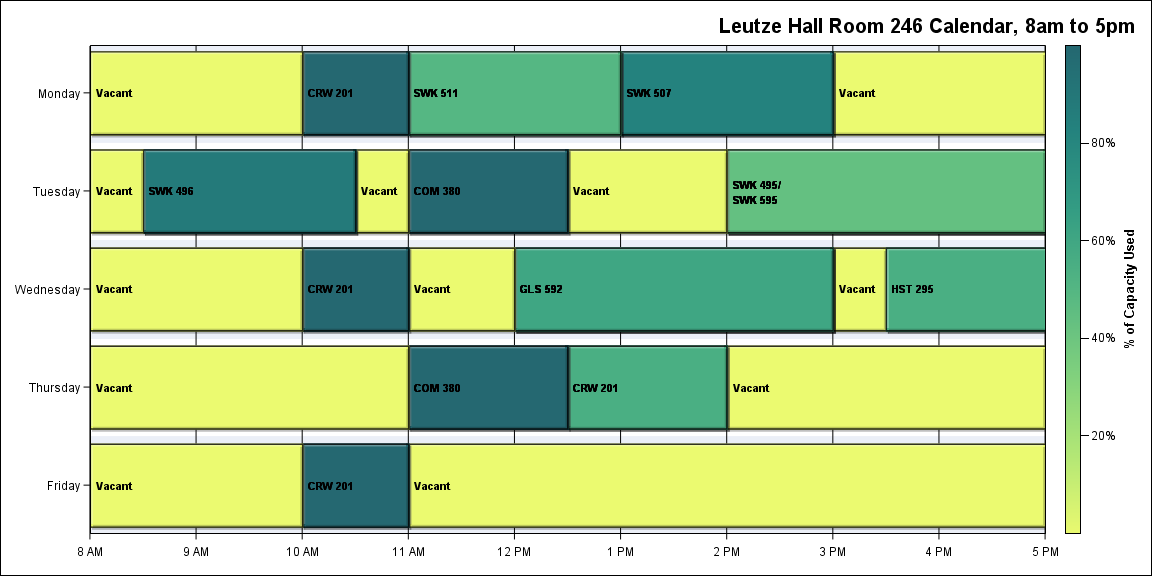 Leutze Hall Room 246 Calendar, 8am to 5pm
Monday
Vacant
CRW 201
SWK 511
SWK 507
Vacant
Tuesday
Vacant
SWK 496
Vacant
COM 380
Vacant
SWK 495/
SWK 595
Wednesday
Vacant
CRW 201
Vacant
GLS 592
Vacant
HST 295
Thursday
Vacant
COM 380
CRW 201
Vacant
Friday
Vacant
CRW 201
Vacant
8 AM
9 AM
10 AM
11 AM
12 PM
1 PM
2 PM
3 PM
4 PM
5 PM
80%
60%
40%
20%
% of Capacity Used